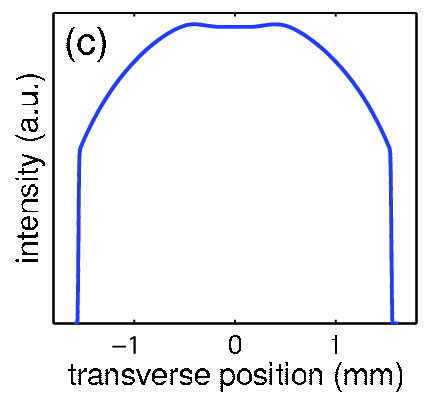 (c)
intensity (a.u.)
−1 0 1
transverse position (mm)